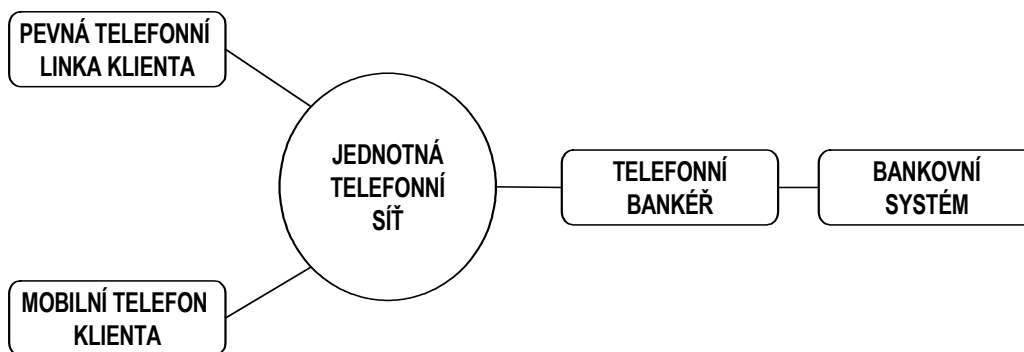 PEVNÁ TELEFONNÍ
LINKA KLIENTA
JEDNOTNÁ
TELEFONNÍ
SÍŤ
TELEFONNÍ
BANKÉŘ
BANKOVNÍ
SYSTÉM
MOBILNÍ TELEFON
KLIENTA